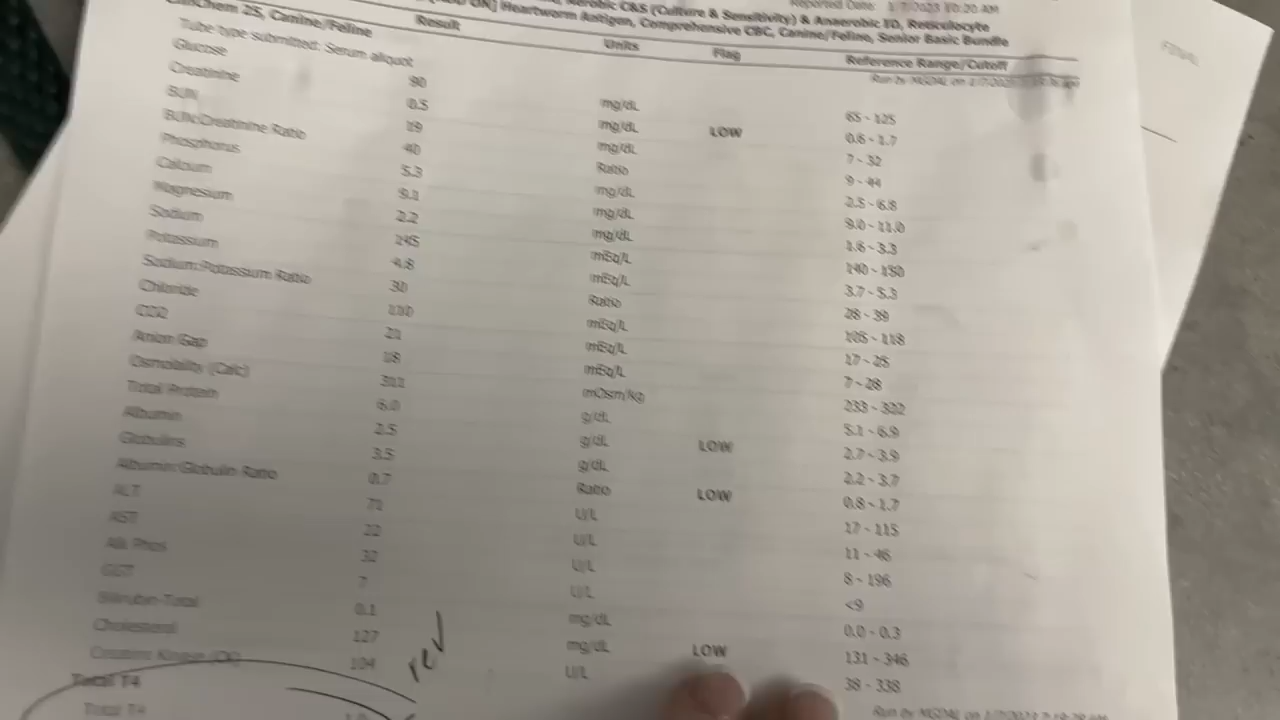 Reported Date: 1/7/2023 10:20 AM
Aerobic C&S (Culture & Sensitivity) & Anaerobic ID, Reticulocyte
Heartworm Antigen, Comprehensive CBC, Canine/Feline, Senior Basic Bundle
Chem 25, Canine/Feline Result Units Flag Reference Range/Cutoff
Tube type submitted: Serum aliquot
Glucose 90 mg/dL 65 - 125
Creatinine 0.5 mg/dL LOW 0.6 - 1.7
BUN 19 mg/dL 7 - 32
BUN/Creatinine Ratio 40 Ratio 9 - 44
Phosphorus 5.3 mg/dL 2.5 - 6.8
Calcium 9.1 mg/dL 9.0 - 11.0
Magnesium 2.2 mg/dL 1.6 - 3.3
Sodium 145 mEq/L 140 - 150
Potassium 4.8 mEq/L 3.7 - 5.3
Sodium:Potassium Ratio 30 Ratio 28 - 39
Chloride 110 mEq/L 105 - 118
CO2 21 mEq/L 17 - 25
Anion Gap 18 mEq/L 7 - 28
Osmolality (Calc) 311 mOsm/kg
Total Protein 6.0 g/dL 5.1 - 6.9
Albumin 2.5 g/dL LOW 2.7 - 3.9
Globulins 3.5 g/dL 2.2 - 3.7
Albumin:Globulin Ratio 0.7 Ratio LOW 0.8 - 1.7
ALT 71 U/L 17 - 115
AST 22 U/L 11 - 46
Alk Phos 32 U/L 8 - 196
GGT 7 U/L <9
Bilirubin-Total 0.1 mg/dL 0.0 - 0.3
Cholesterol 127 mg/dL LOW 131 - 346
Creatine Kinase (CK) 104 U/L 38 - 338
Total T4
Total T4